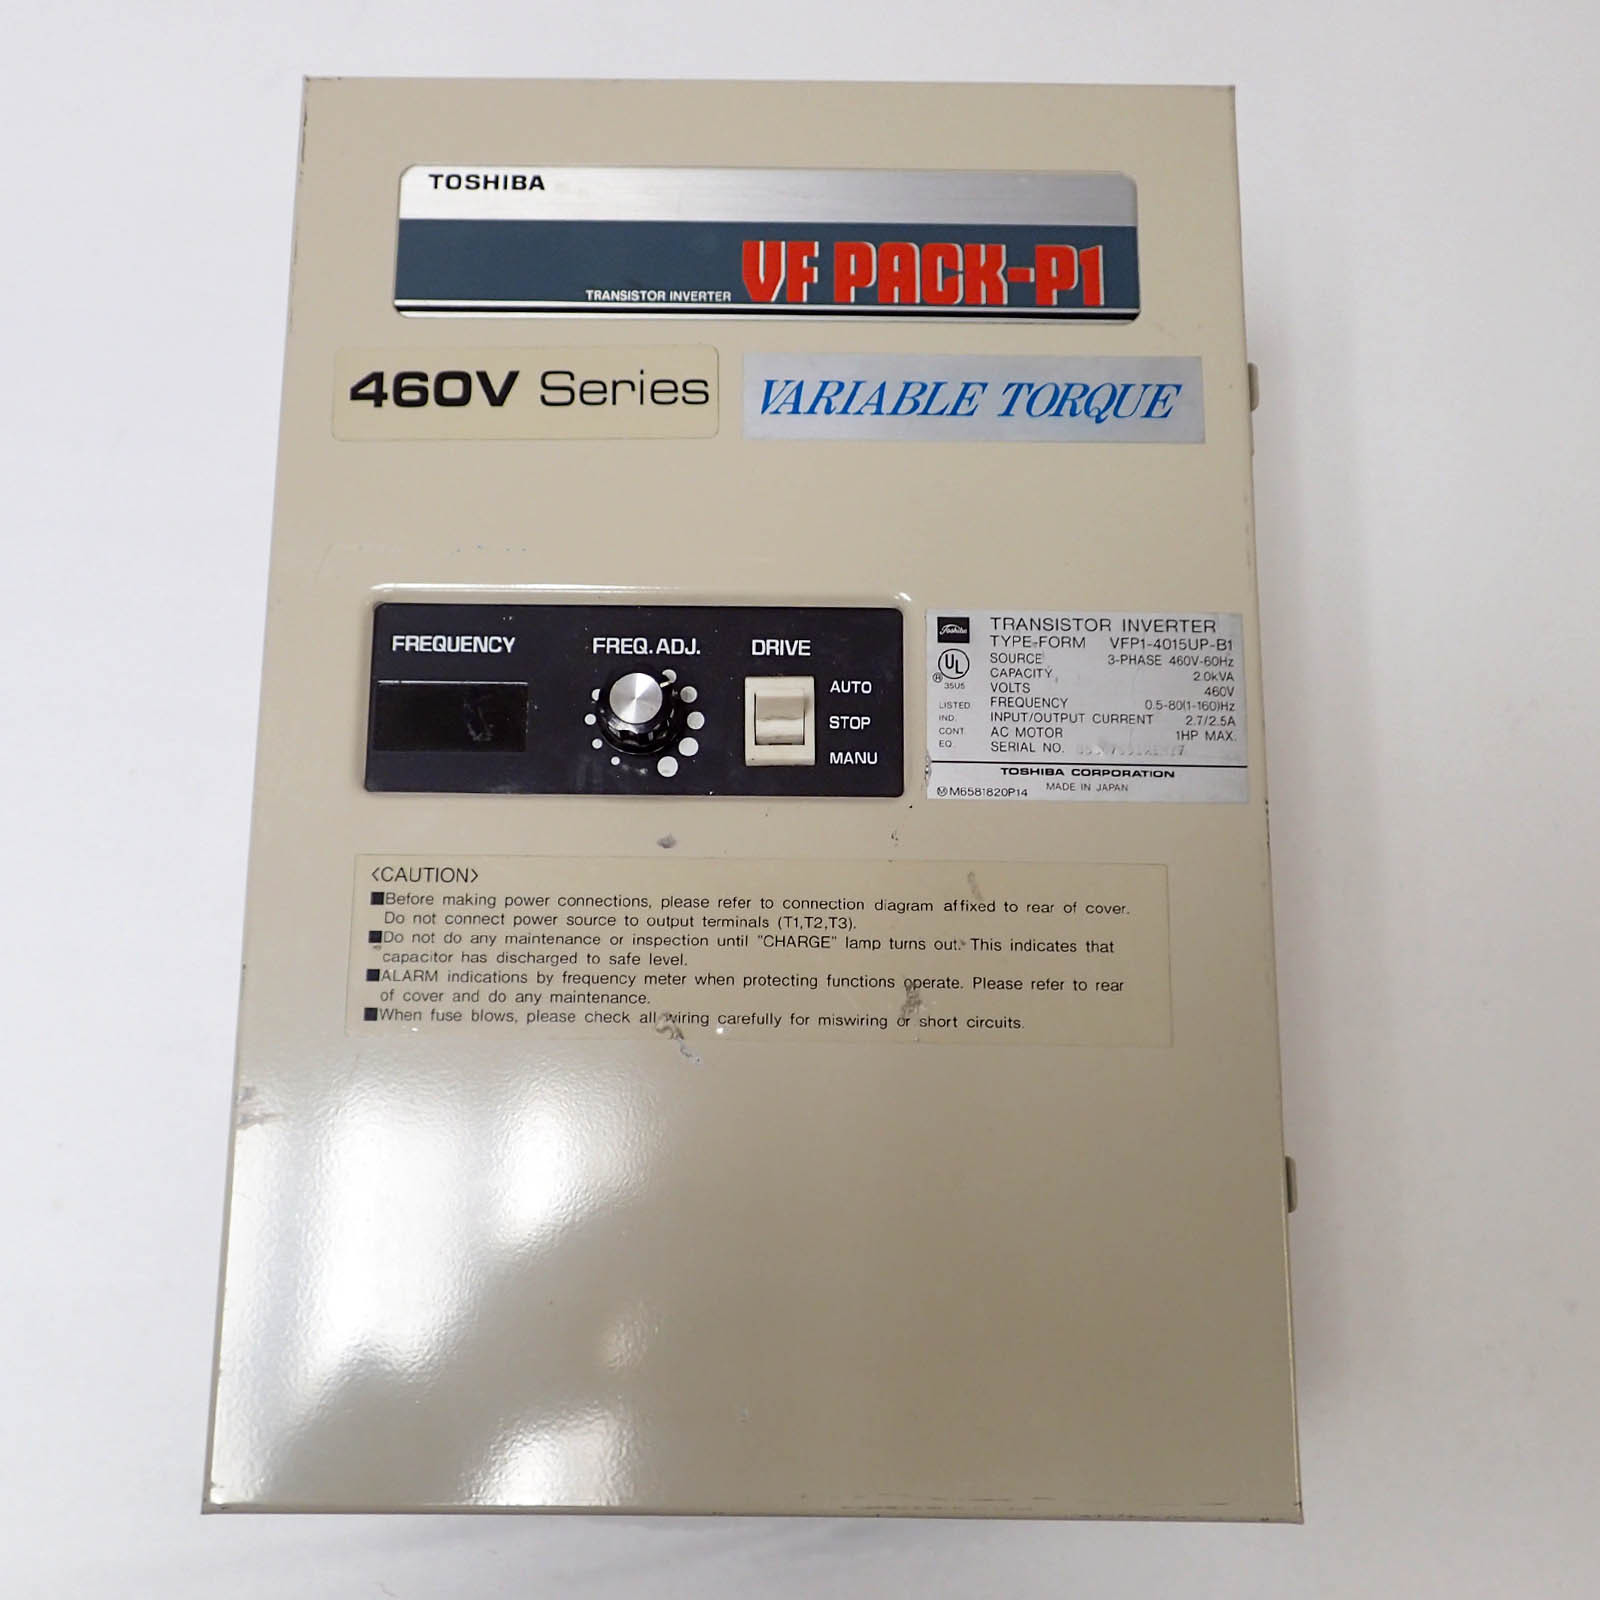 TOSHIBA
TRANSISTOR INVERTER VF PACK-P1
460V Series
VARIABLE TORQUE
FREQUENCY
FREQ. ADJ.
DRIVE
AUTO
STOP
MANU
Toshiba
TRANSISTOR INVERTER
TYPE-FORM VFP1-4015UP-B1
SOURCE 3-PHASE 460V-60Hz
CAPACITY 2.0kVA
VOLTS 460V
FREQUENCY 0.5-80(1-160)Hz
INPUT/OUTPUT CURRENT 2.7/2.5A
AC MOTOR 1HP MAX.
SERIAL NO.
UL
®
35U5
LISTED
IND.
CONT.
EQ.
TOSHIBA CORPORATION
M6581820P14 MADE IN JAPAN
<CAUTION>
■Before making power connections, please refer to connection diagram affixed to rear of cover.
Do not connect power source to output terminals (T1,T2,T3).
■Do not do any maintenance or inspection until "CHARGE" lamp turns out. This indicates that
capacitor has discharged to safe level.
■ALARM indications by frequency meter when protecting functions operate. Please refer to rear
of cover and do any maintenance.
■When fuse blows, please check all wiring carefully for miswiring or short circuits.